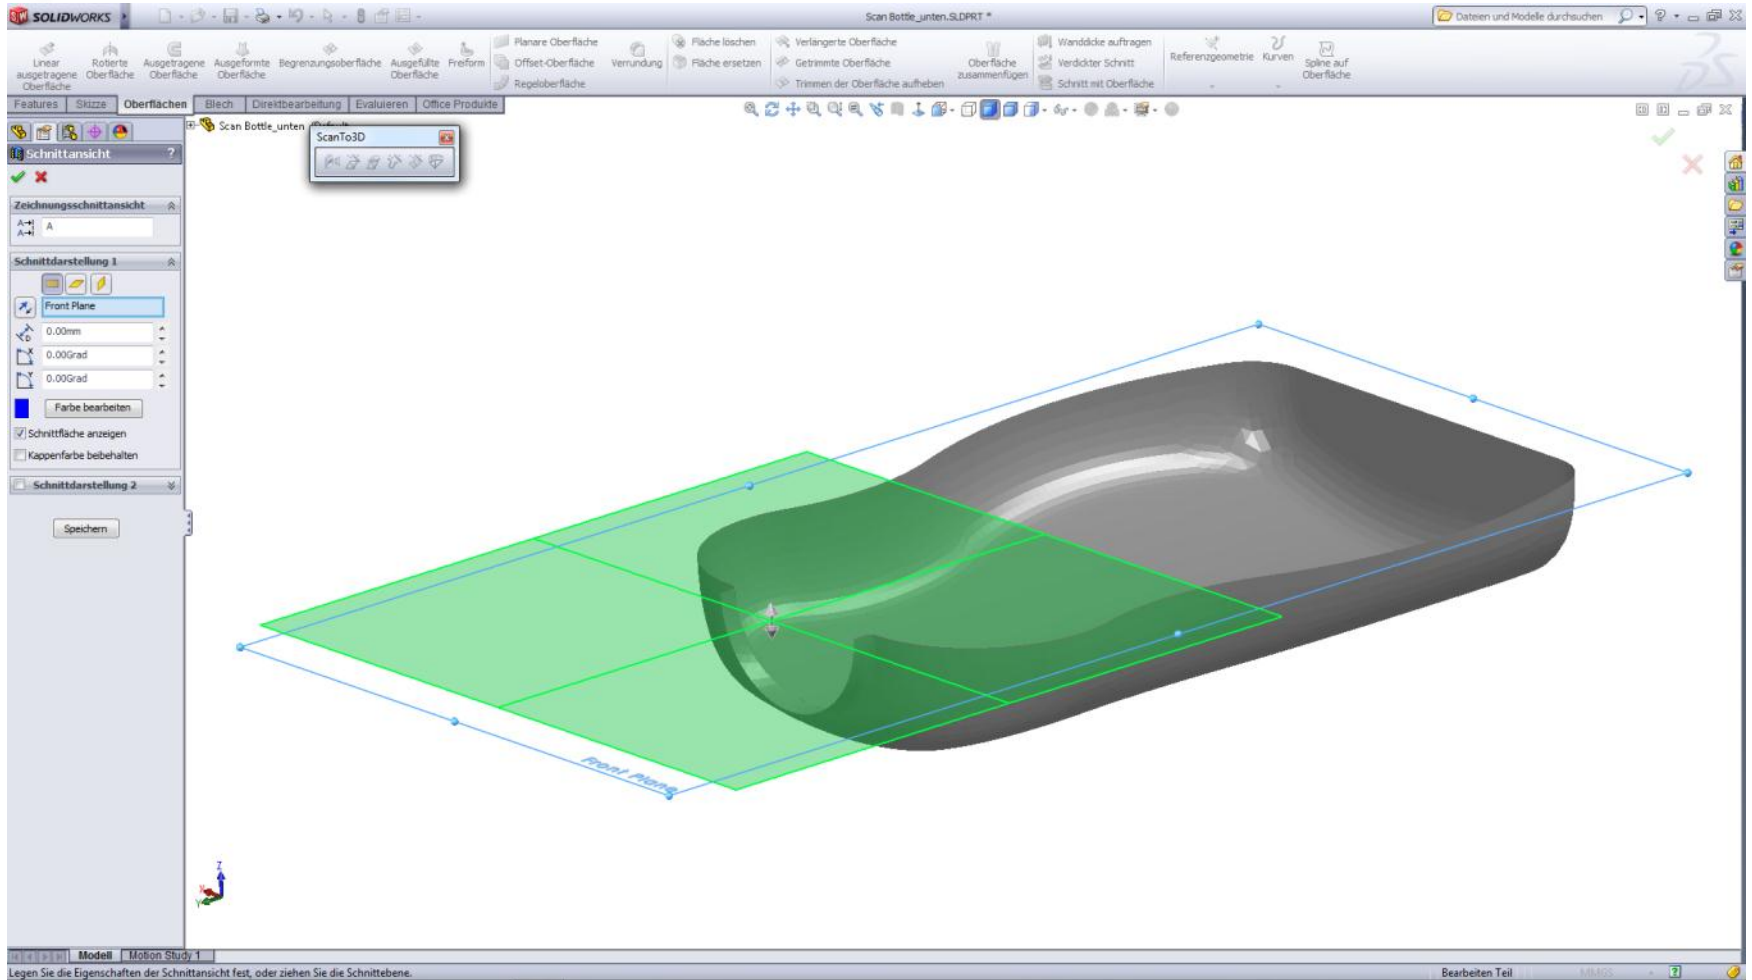 SOLIDWORKS
Scan Bottle_unten.SLDPRT *
Dateien und Modelle durchsuchen
Linear
ausgetragene
Oberfläche
Rotierte
Oberfläche
Ausgetragene
Oberfläche
Ausgeformte
Oberfläche
Begrenzungsoberfläche
Ausgefüllte
Oberfläche
Freiform
Planare Oberfläche
Offset-Oberfläche
Regeloberfläche
Verrundung
Fläche löschen
Fläche ersetzen
Verlängerte Oberfläche
Getrimmte Oberfläche
Trimmen der Oberfläche aufheben
Oberfläche
zusammenfügen
Wanddicke auftragen
Verdickter Schnitt
Schnitt mit Oberfläche
Referenzgeometrie
Kurven
Spline auf
Oberfläche
Features
Skizze
Oberflächen
Blech
Direktbearbeitung
Evaluieren
Office Produkte
Scan Bottle_unten
ScanTo3D
Schnittansicht
?
Zeichnungsschnittansicht
A
Schnittdarstellung 1
Front Plane
0.00mm
0.00Grad
0.00Grad
Farbe bearbeiten
Schnittfläche anzeigen
Kappenfarbe beibehalten
Schnittdarstellung 2
Speichern
Front Plane
Z
X
Y
Modell
Motion Study 1
Legen Sie die Eigenschaften der Schnittansicht fest, oder ziehen Sie die Schnittebene.
Bearbeiten Teil
MMGS